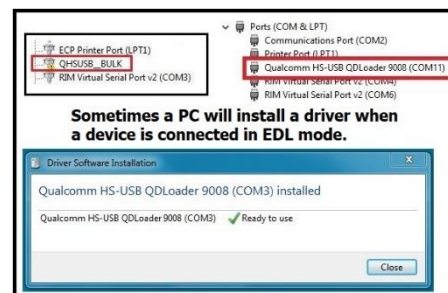 ECP Printer Port (LPT1)
QHSUSB__BULK
RIM Virtual Serial Port v2 (COM3)
Ports (COM & LPT)
Communications Port (COM2)
Printer Port (LPT1)
Qualcomm HS-USB QDLoader 9008 (COM11)
RIM Virtual Serial Port v2 (COM4)
RIM Virtual Serial Port v2 (COM6)
Sometimes a PC will install a driver when
a device is connected in EDL mode.
Driver Software Installation
Qualcomm HS-USB QDLoader 9008 (COM3) installed
Qualcomm HS-USB QDLoader 9008 (COM3) Ready to use
Close